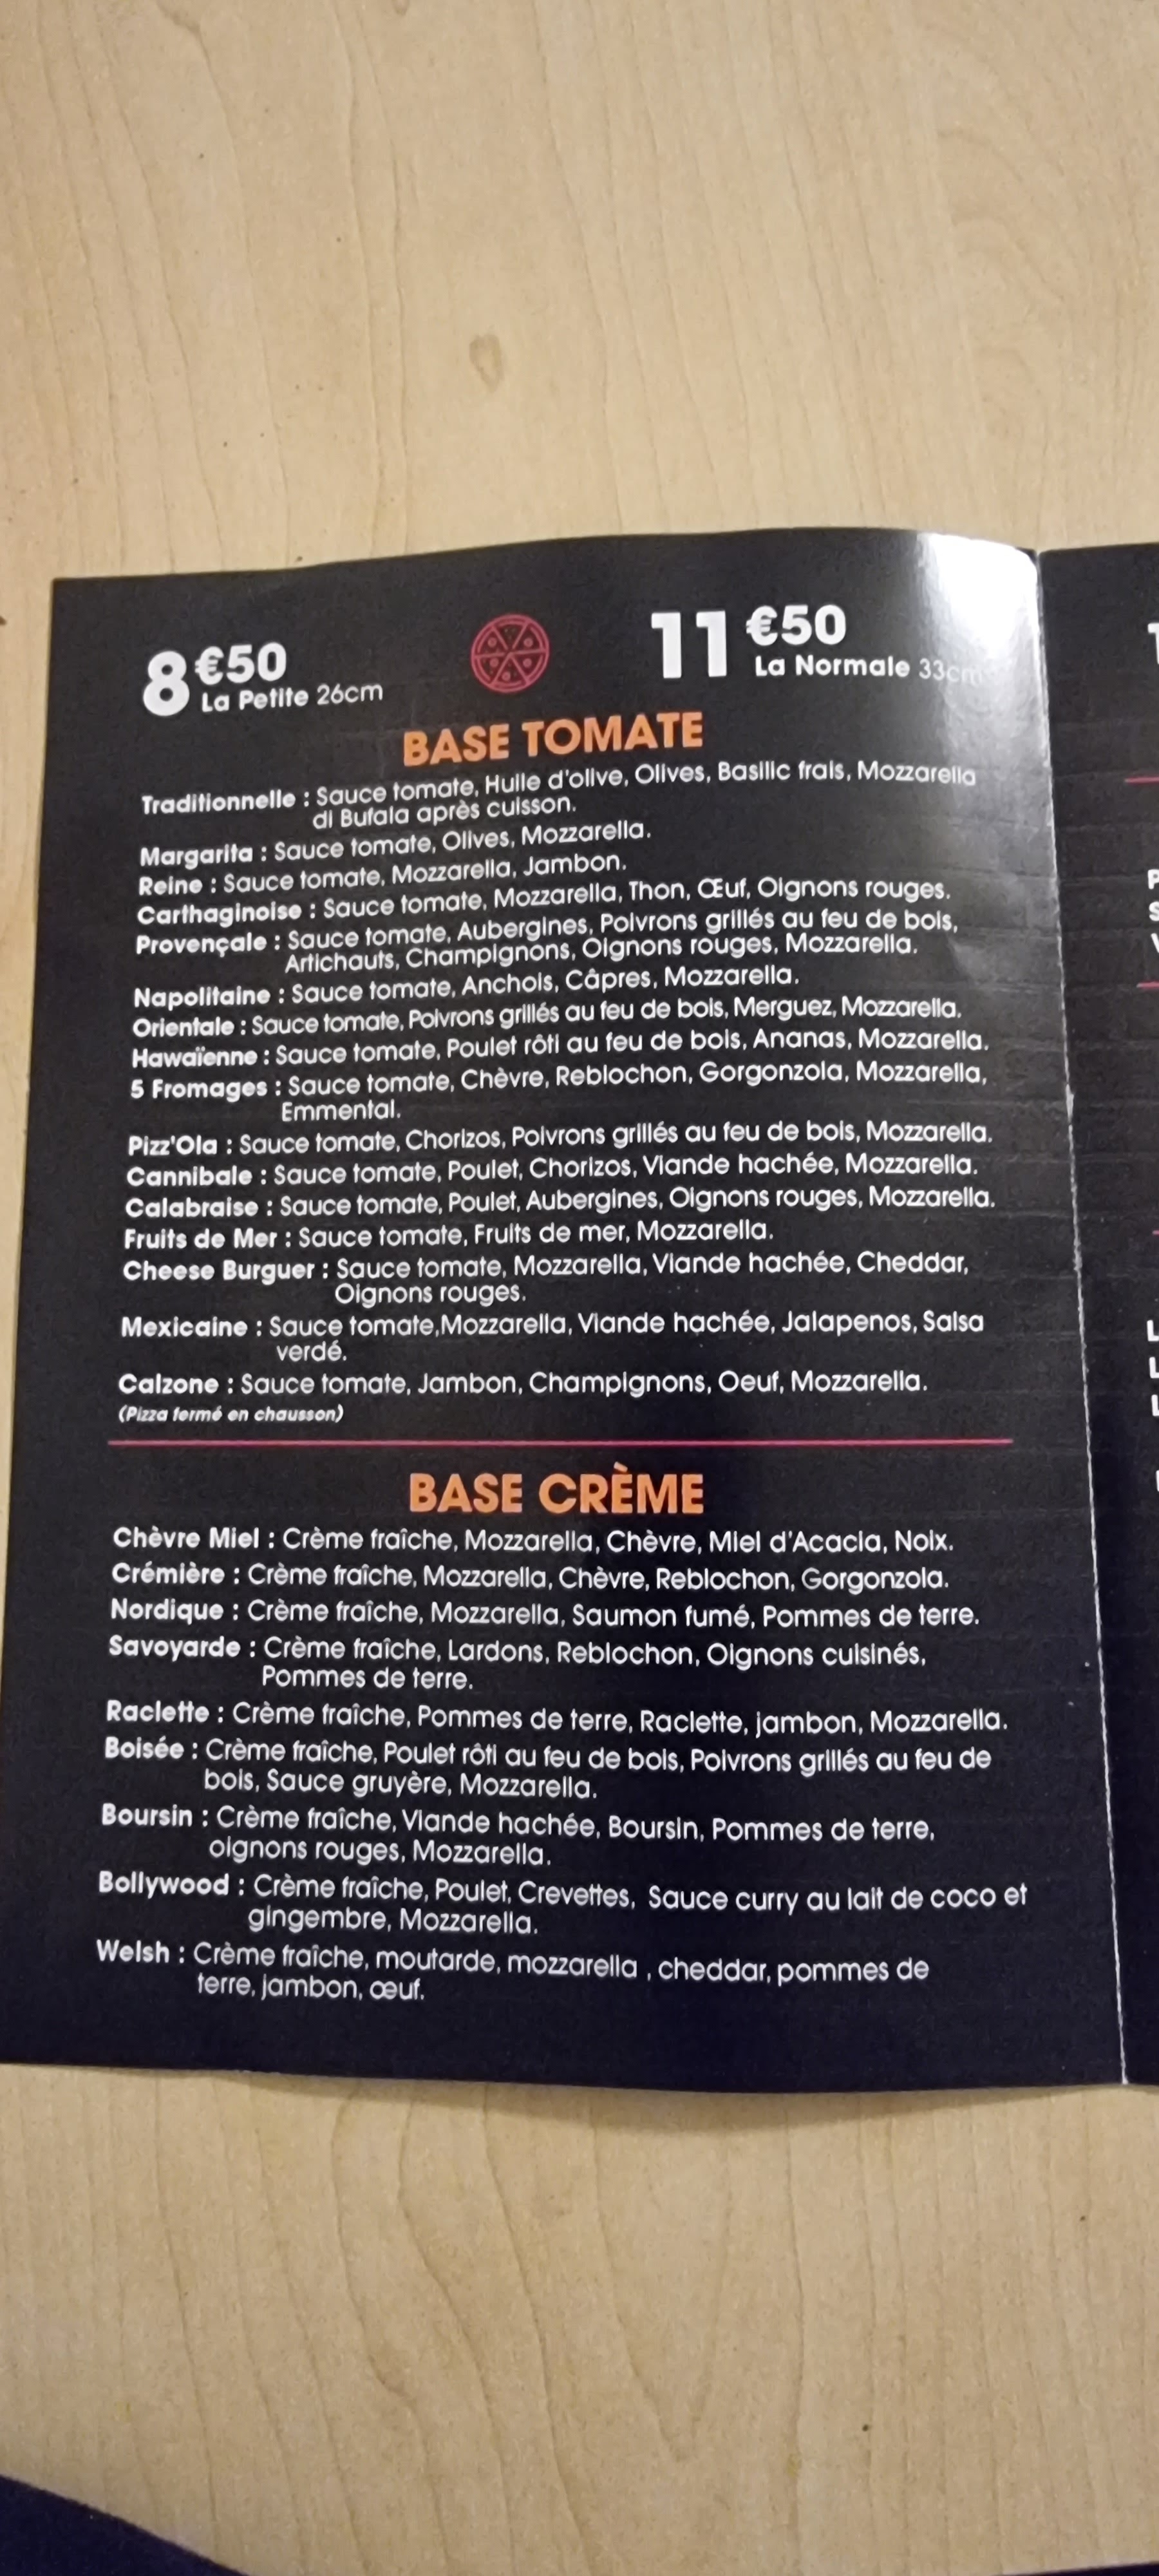 8€50
La Petite 26cm
11€50
La Normale 33cm
BASE TOMATE
Traditionnelle : Sauce tomate, Huile d'olive, Olives, Basilic frais, Mozzarella
di Bufala après cuisson.
Margarita : Sauce tomate, Olives, Mozzarella.
Reine : Sauce tomate, Mozzarella, Jambon.
Carthaginoise : Sauce tomate, Mozzarella, Thon, Œuf, Oignons rouges.
Provençale : Sauce tomate, Aubergines, Poivrons grillés au feu de bois,
Artichauts, Champignons, Oignons rouges, Mozzarella.
Napolitaine : Sauce tomate, Anchois, Câpres, Mozzarella.
Orientale : Sauce tomate, Poivrons grillés au feu de bois, Merguez, Mozzarella.
Hawaïenne : Sauce tomate, Poulet rôti au feu de bois, Ananas, Mozzarella.
5 Fromages : Sauce tomate, Chèvre, Reblochon, Gorgonzola, Mozzarella,
Emmental.
Pizz'Ola : Sauce tomate, Chorizos, Poivrons grillés au feu de bois, Mozzarella.
Cannibale : Sauce tomate, Poulet, Chorizos, Viande hachée, Mozzarella.
Calabraise : Sauce tomate, Poulet, Aubergines, Oignons rouges, Mozzarella.
Fruits de Mer : Sauce tomate, Fruits de mer, Mozzarella.
Cheese Burguer : Sauce tomate, Mozzarella, Viande hachée, Cheddar,
Oignons rouges.
Mexicaine : Sauce tomate,Mozzarella, Viande hachée, Jalapenos, Salsa
verdé.
Calzone : Sauce tomate, Jambon, Champignons, Oeuf, Mozzarella.
(Pizza fermé en chausson)
BASE CRÈME
Chèvre Miel : Crème fraîche, Mozzarella, Chèvre, Miel d'Acacia, Noix.
Crémière : Crème fraîche, Mozzarella, Chèvre, Reblochon, Gorgonzola.
Nordique : Crème fraîche, Mozzarella, Saumon fumé, Pommes de terre.
Savoyarde : Crème fraîche, Lardons, Reblochon, Oignons cuisinés,
Pommes de terre.
Raclette : Crème fraîche, Pommes de terre, Raclette, jambon, Mozzarella.
Boisée : Crème fraîche, Poulet rôti au feu de bois, Poivrons grillés au feu de
bois, Sauce gruyère, Mozzarella.
Boursin : Crème fraîche, Viande hachée, Boursin, Pommes de terre,
oignons rouges, Mozzarella.
Bollywood : Crème fraîche, Poulet, Crevettes, Sauce curry au lait de coco et
gingembre, Mozzarella.
Welsh : Crème fraîche, moutarde, mozzarella , cheddar, pommes de
terre, jambon, œuf.